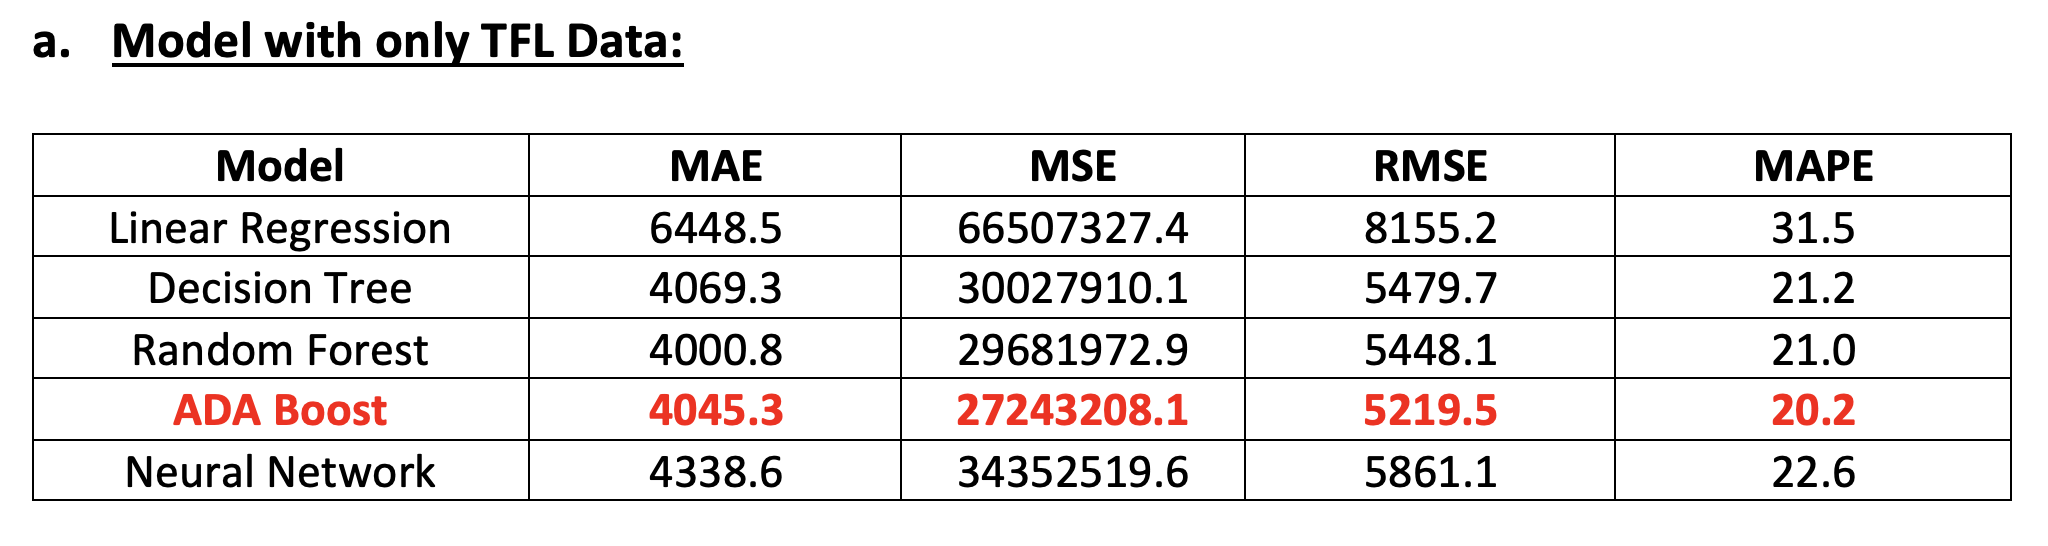 a. Model with only TFL Data:
Model MAE MSE RMSE MAPE
Linear Regression 6448.5 66507327.4 8155.2 31.5
Decision Tree 4069.3 30027910.1 5479.7 21.2
Random Forest 4000.8 29681972.9 5448.1 21.0
ADA Boost 4045.3 27243208.1 5219.5 20.2
Neural Network 4338.6 34352519.6 5861.1 22.6